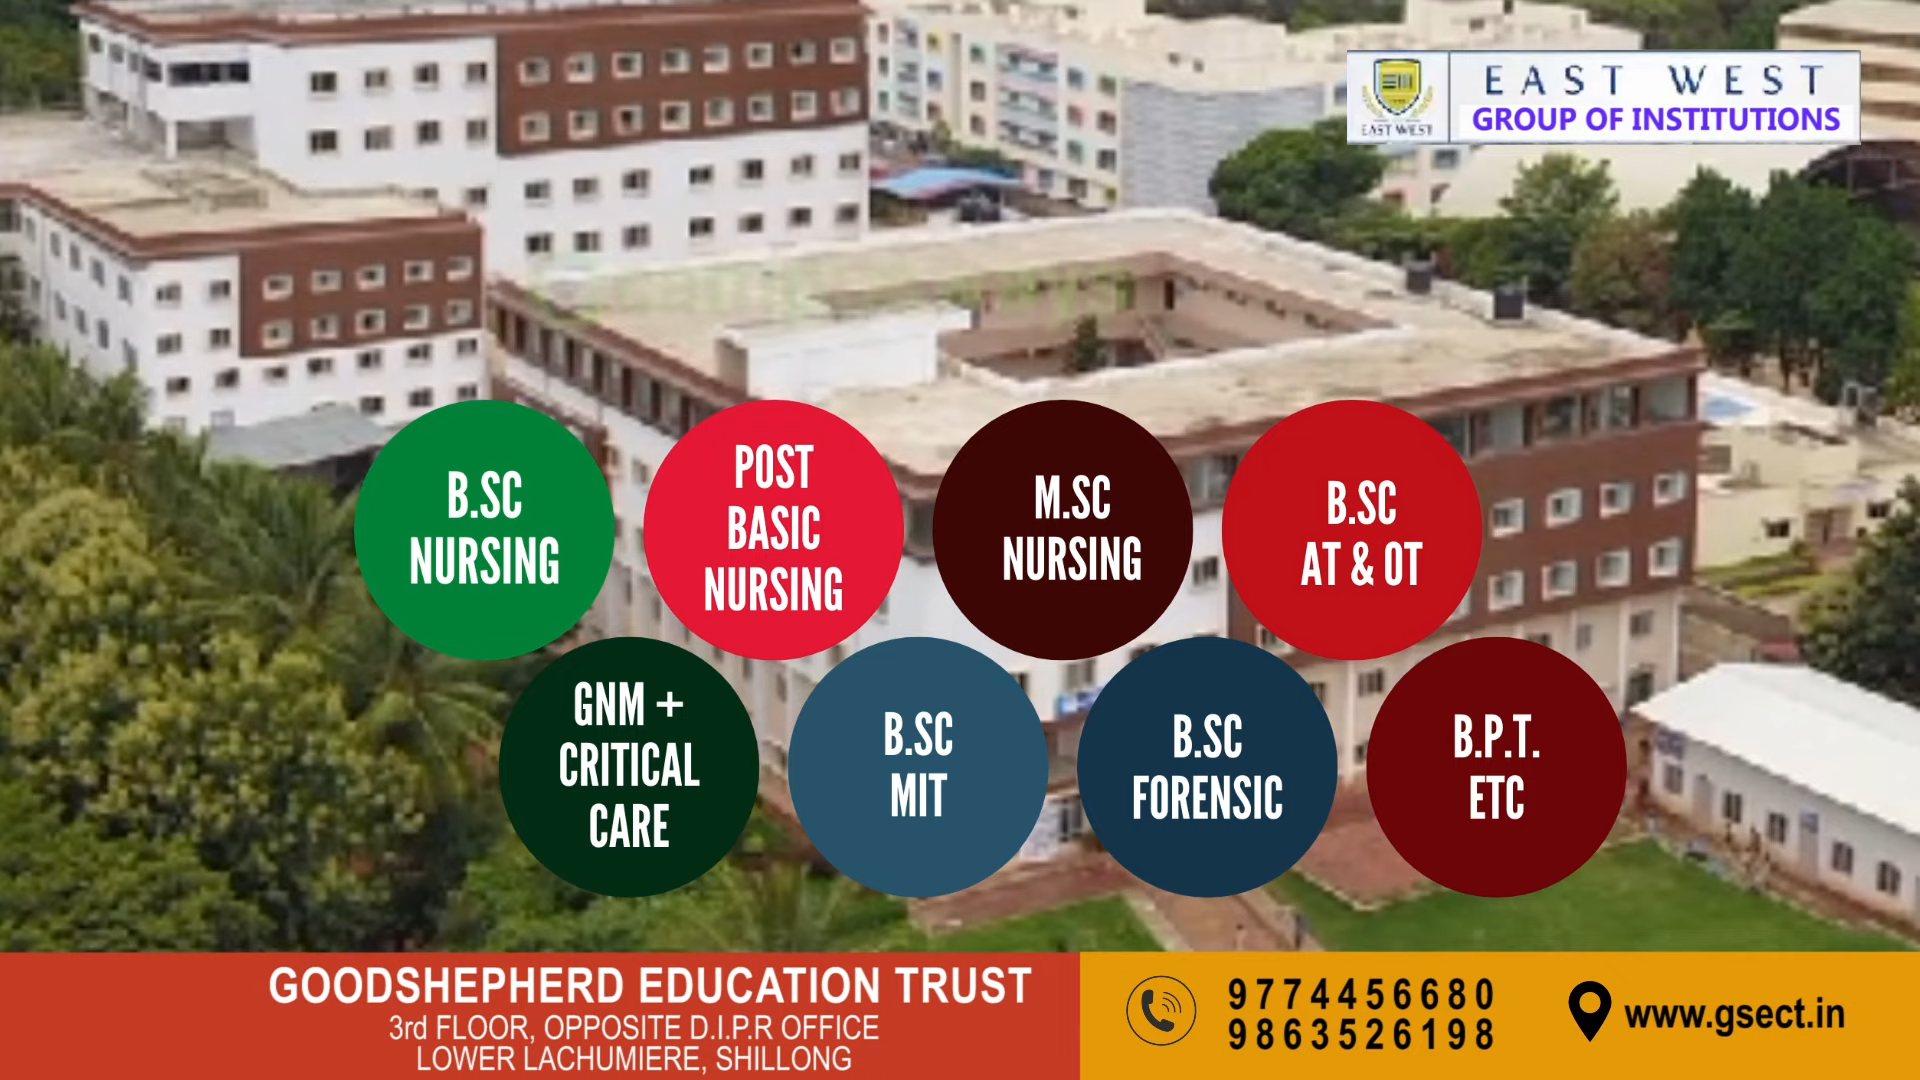 EAST WEST
GROUP OF INSTITUTIONS
EAST WEST
B.SC
NURSING
POST
BASIC
NURSING
M.SC
NURSING
B.SC
AT & OT
GNM +
CRITICAL
CARE
B.SC
MIT
B.SC
FORENSIC
B.P.T.
ETC
GOODSHEPHERD EDUCATION TRUST
3rd FLOOR, OPPOSITE D.I.P.R OFFICE
LOWER LACHUMIERE, SHILLONG
9774456680
9863526198
www.gsect.in